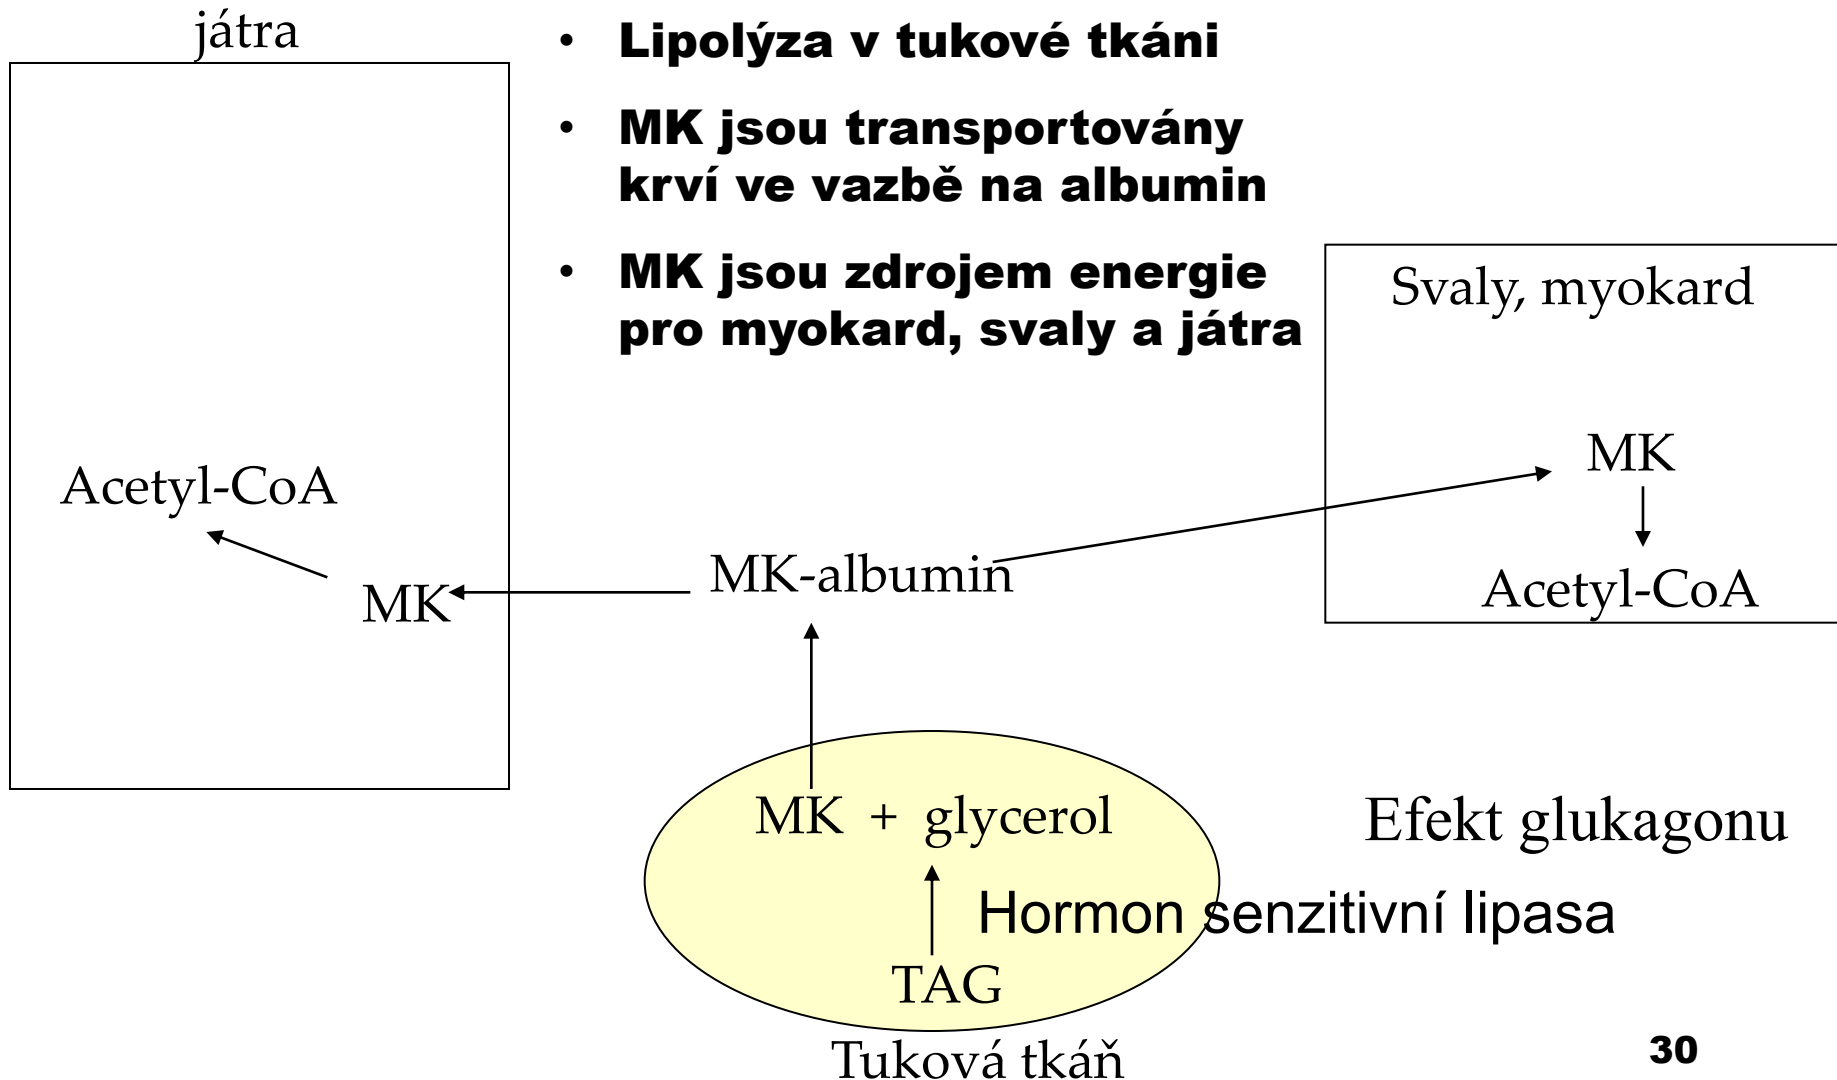 játra
• Lipolýza v tukové tkáni
• MK jsou transportovány
krví ve vazbě na albumin
• MK jsou zdrojem energie
pro myokard, svaly a játra
Svaly, myokard
MK
Acetyl-CoA
Acetyl-CoA
MK
MK-albumin
MK + glycerol
Efekt glukagonu
Hormon senzitivní lipasa
TAG
Tuková tkáň
30